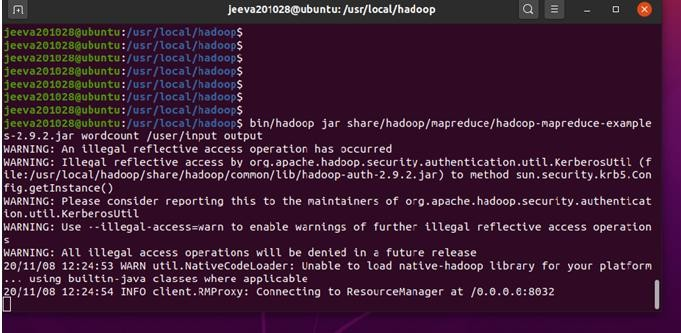 jeeva201028@ubuntu: /usr/local/hadoop
jeeva201028@ubuntu:/usr/local/hadoop$
jeeva201028@ubuntu:/usr/local/hadoop$
jeeva201028@ubuntu:/usr/local/hadoop$
jeeva201028@ubuntu:/usr/local/hadoop$
jeeva201028@ubuntu:/usr/local/hadoop$
jeeva201028@ubuntu:/usr/local/hadoop$
jeeva201028@ubuntu:/usr/local/hadoop$
jeeva201028@ubuntu:/usr/local/hadoop$ bin/hadoop jar share/hadoop/mapreduce/hadoop-mapreduce-example
s-2.9.2.jar wordcount /user/input output
WARNING: An illegal reflective access operation has occurred
WARNING: Illegal reflective access by org.apache.hadoop.security.authentication.util.KerberosUtil (f
ile:/usr/local/hadoop/share/hadoop/common/lib/hadoop-auth-2.9.2.jar) to method sun.security.krb5.Con
fig.getInstance()
WARNING: Please consider reporting this to the maintainers of org.apache.hadoop.security.authenticat
ion.util.KerberosUtil
WARNING: Use --illegal-access=warn to enable warnings of further illegal reflective access operation
s
WARNING: All illegal access operations will be denied in a future release
20/11/08 12:24:53 WARN util.NativeCodeLoader: Unable to load native-hadoop library for your platform
... using builtin-java classes where applicable
20/11/08 12:24:54 INFO client.RMProxy: Connecting to ResourceManager at /0.0.0.0:8032